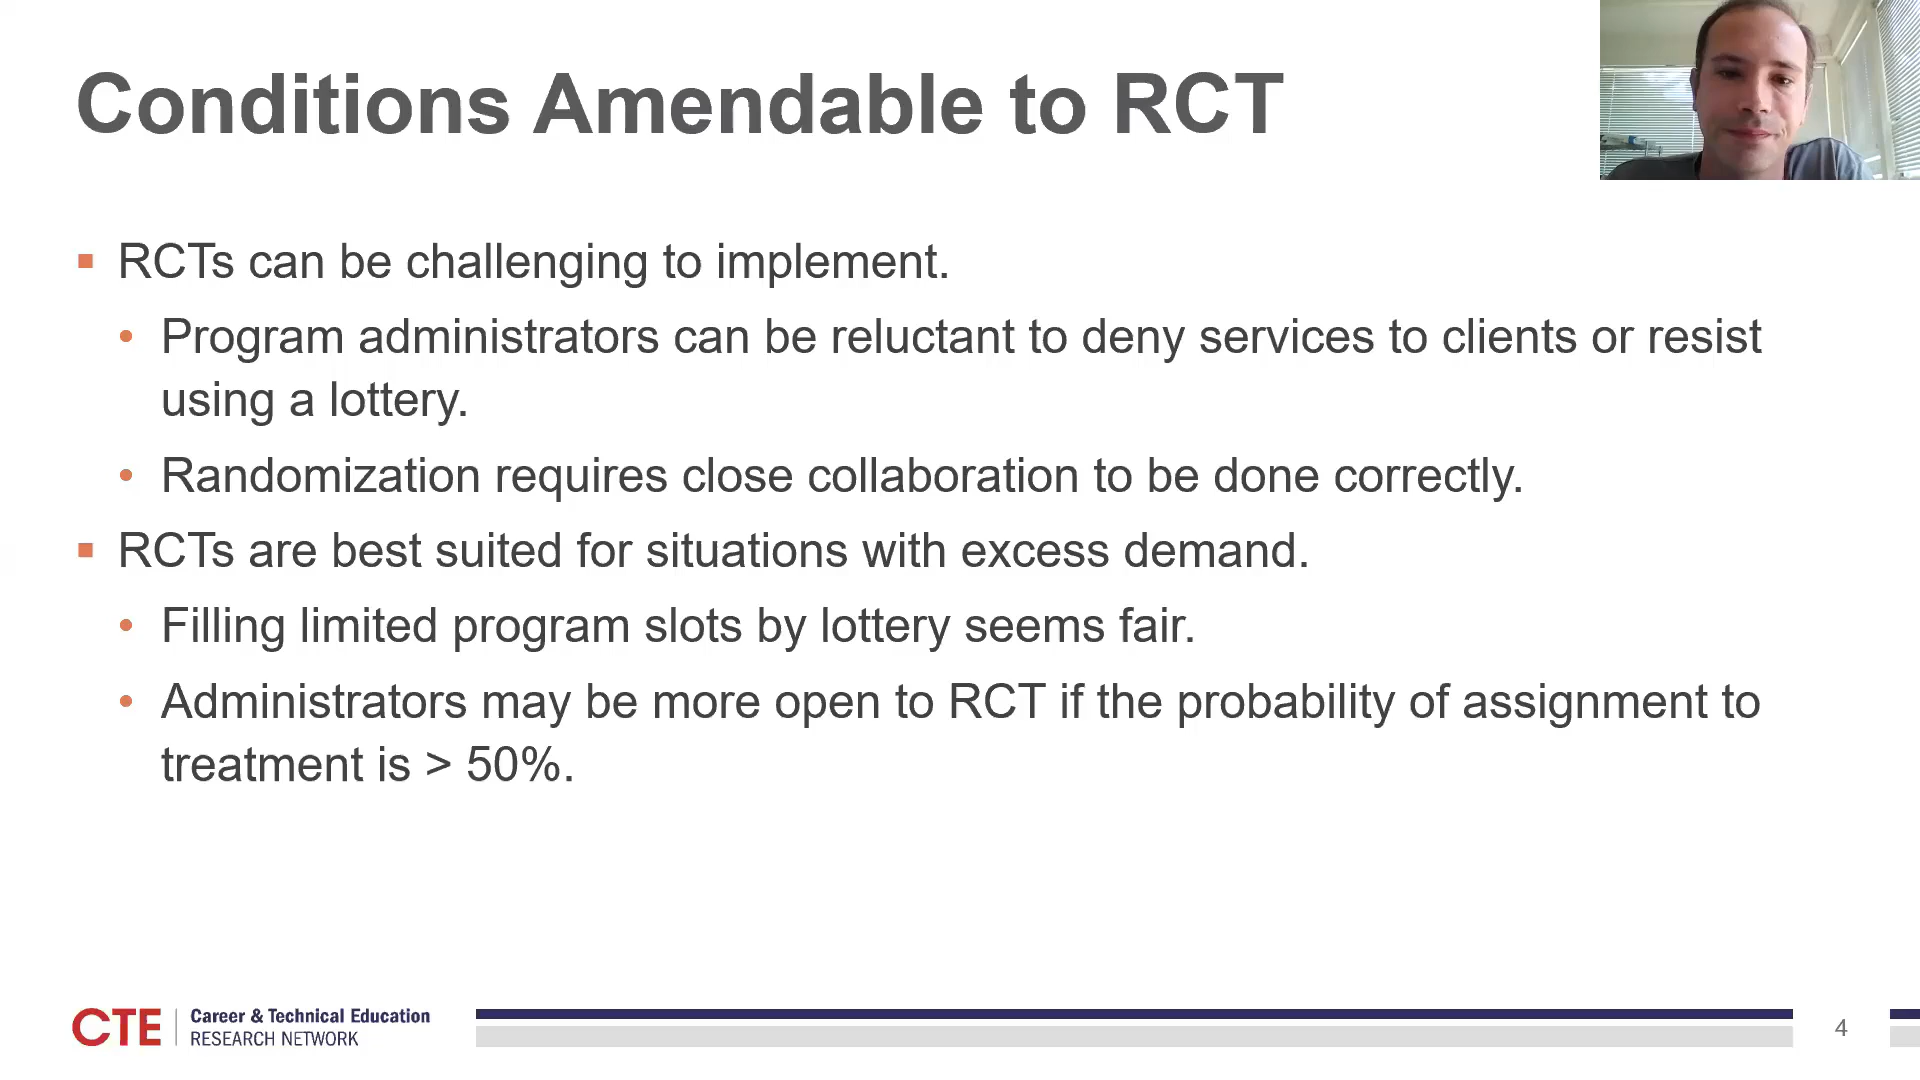 Conditions Amendable to RCT
▪ RCTs can be challenging to implement.
• Program administrators can be reluctant to deny services to clients or resist
using a lottery.
• Randomization requires close collaboration to be done correctly.
▪ RCTs are best suited for situations with excess demand.
• Filling limited program slots by lottery seems fair.
• Administrators may be more open to RCT if the probability of assignment to
treatment is > 50%.
CTE
Career & Technical Education
RESEARCH NETWORK
4